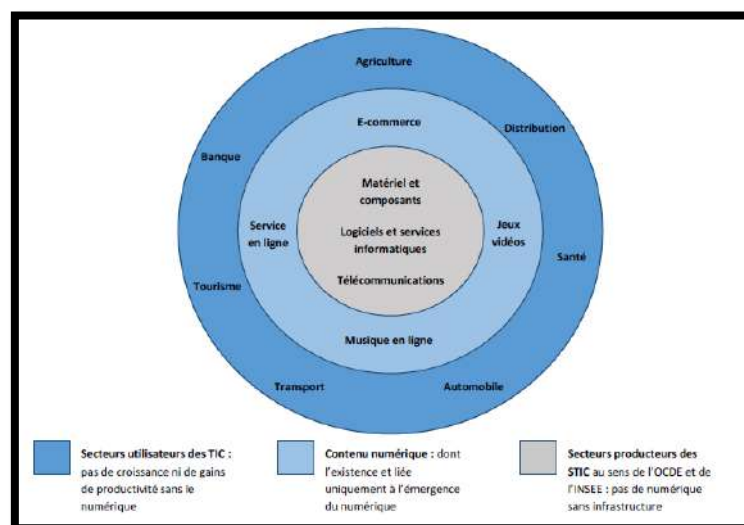 Agriculture
E-commerce
Distribution
Banque
Matériel et
composants
Service
en ligne
Logiciels et services
informatiques
Jeux
vidéos
Santé
Télécommunications
Tourisme
Musique en ligne
Transport
Automobile
Secteurs utilisateurs des TIC :
pas de croissance ni de gains
de productivité sans le
numérique
Contenu numérique : dont
l'existence et liée
uniquement à l'émergence
du numérique
Secteurs producteurs des
STIC au sens de l'OCDE et de
l'INSEE : pas de numérique
sans infrastructure